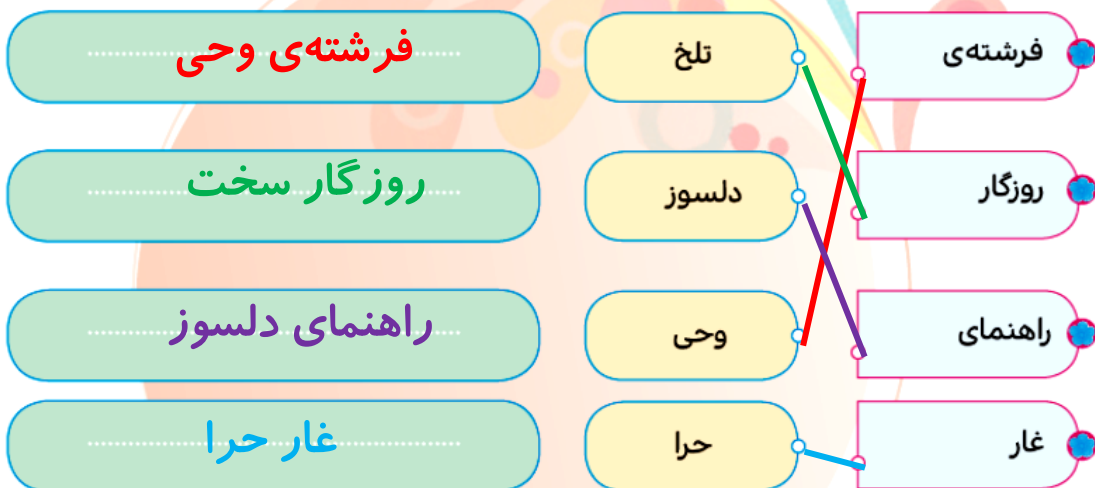 فرشته‌ی تلخ فرشته‌ی وحی
روزگار دلسوز روزگار سخت
راهنمای وحی راهنمای دلسوز
غار حرا غار حرا